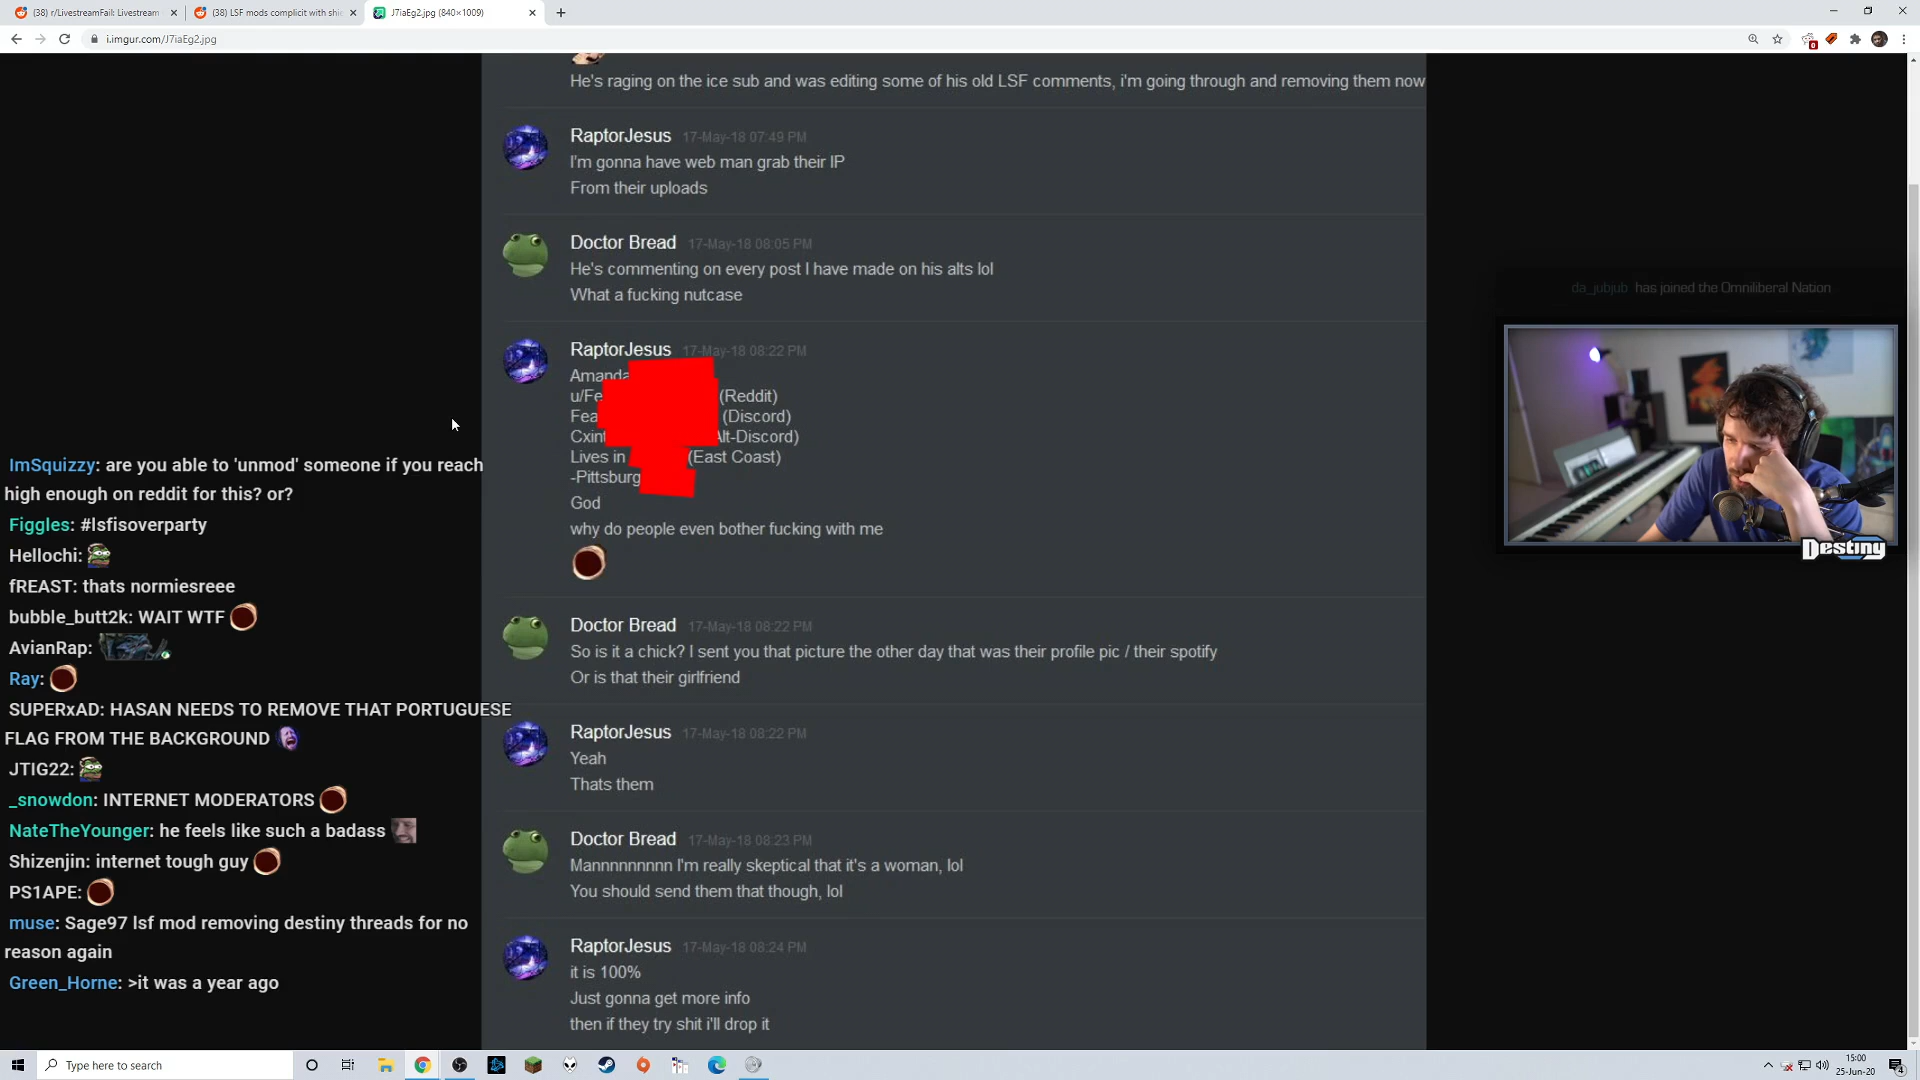 (38) r/LivestreamFail: Livestream
(38) LSF mods complicit with shie
J7iaEg2.jpg (840×1009)
i.imgur.com/J7iaEg2.jpg
0
He's raging on the ice sub and was editing some of his old LSF comments, i'm going through and removing them now
RaptorJesus 17-May-18 07:49 PM
I'm gonna have web man grab their IP
From their uploads
Doctor Bread 17-May-18 08:05 PM
He's commenting on every post I have made on his alts lol
What a fucking nutcase
RaptorJesus 17-May-18 08:22 PM
Amanda
u/Fe (Reddit)
Fea (Discord)
Cxint Alt-Discord)
Lives in (East Coast)
-Pittsburg
God
why do people even bother fucking with me
Doctor Bread 17-May-18 08:22 PM
So is it a chick? I sent you that picture the other day that was their profile pic / their spotify
Or is that their girlfriend
RaptorJesus 17-May-18 08:22 PM
Yeah
Thats them
Doctor Bread 17-May-18 08:23 PM
Mannnnnnnnn I'm really skeptical that it's a woman, lol
You should send them that though, lol
RaptorJesus 17-May-18 08:24 PM
it is 100%
Just gonna get more info
then if they try shit i'll drop it
ImSquizzy: are you able to 'unmod' someone if you reach
high enough on reddit for this? or?
Figgles: #lsfisoverparty
Hellochi:
fREAST: thats normiesreee
bubble_butt2k: WAIT WTF
AvianRap:
Ray:
SUPERxAD: HASAN NEEDS TO REMOVE THAT PORTUGUESE
FLAG FROM THE BACKGROUND
JTIG22:
_snowdon: INTERNET MODERATORS
NateTheYounger: he feels like such a badass
Shizenjin: internet tough guy
PS1APE:
muse: Sage97 lsf mod removing destiny threads for no
reason again
Green_Horne: >it was a year ago
da_jubjub has joined the Omniliberal Nation
Destiny
Type here to search
15:00
25-Jun-20
4